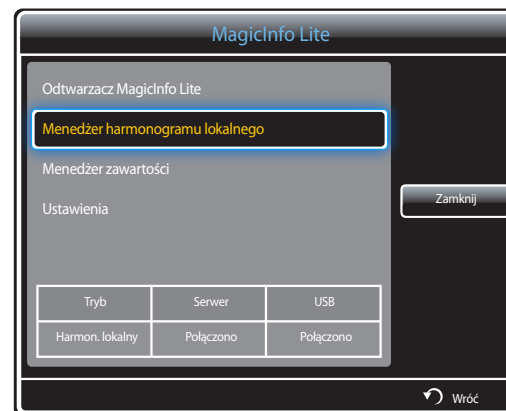 MagicInfo Lite
Odtwarzacz MagicInfo Lite
Menedżer harmonogramu lokalnego
Menedżer zawartości
Ustawienia
Zamknij
Tryb Serwer USB
Harmon. lokalny Połączono Połączono
Wróć